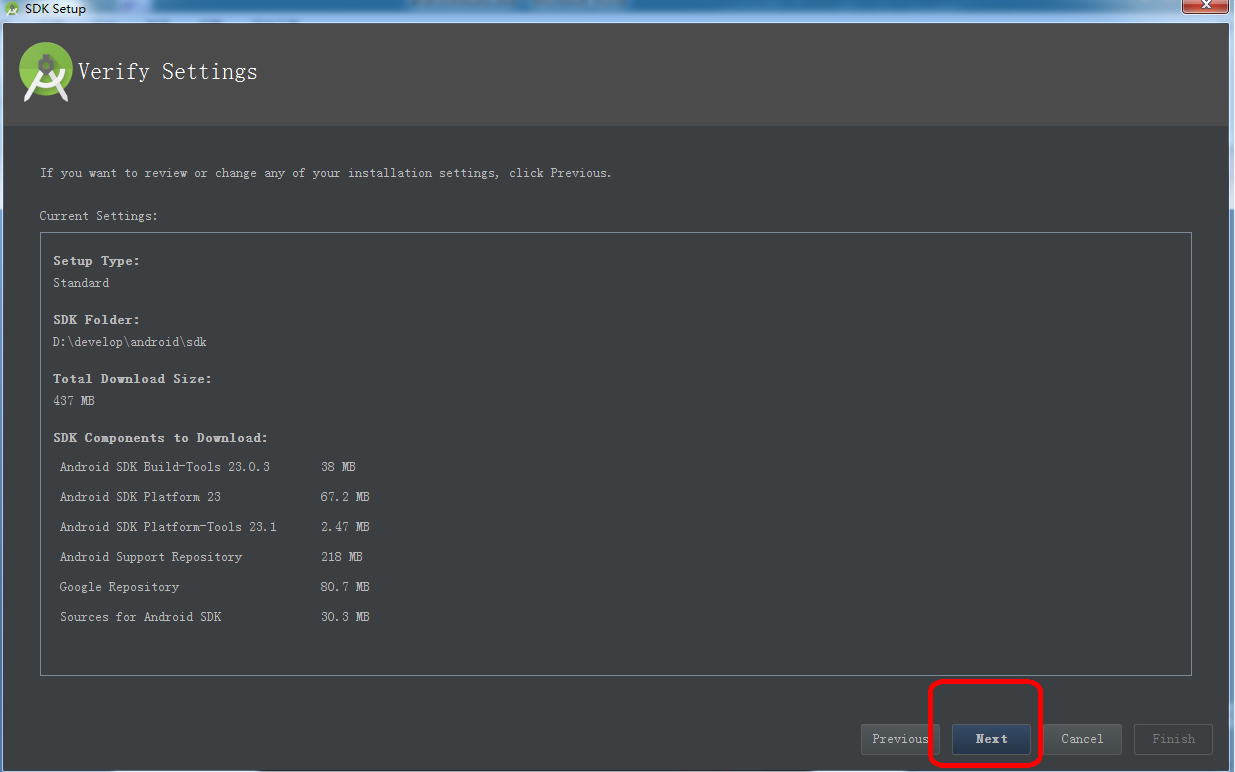 SDK Setup
Verify Settings
If you want to review or change any of your installation settings, click Previous.
Current Settings:
Setup Type:
Standard
SDK Folder:
D:\develop\android\sdk
Total Download Size:
437 MB
SDK Components to Download:
Android SDK Build-Tools 23.0.3 38 MB
Android SDK Platform 23 67.2 MB
Android SDK Platform-Tools 23.1 2.47 MB
Android Support Repository 218 MB
Google Repository 80.7 MB
Sources for Android SDK 30.3 MB
Previous Next Cancel Finish